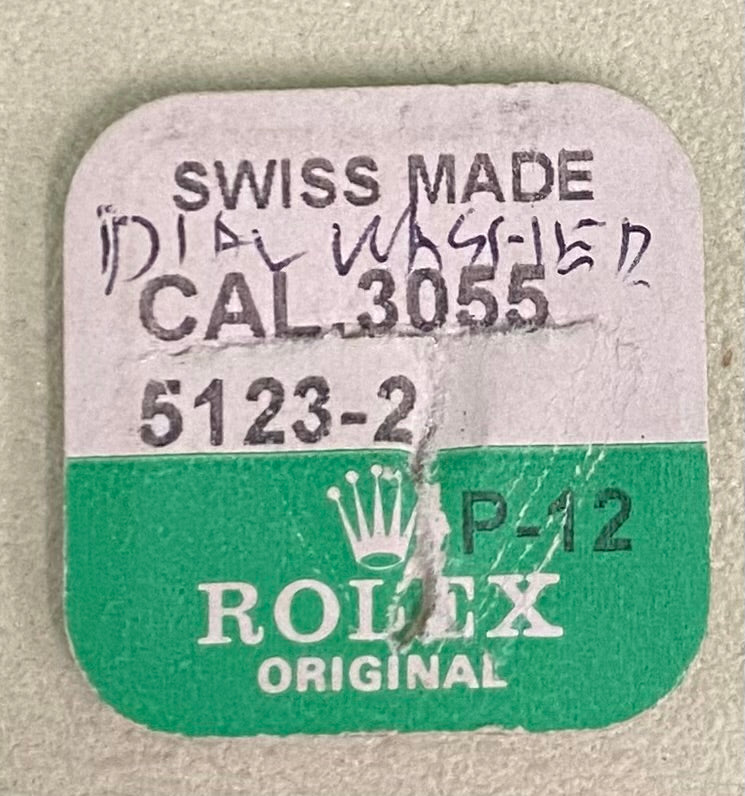 SWISS MADE
DIAL WASHER
CAL.3055
5123-2
P-12
ROLEX
ORIGINAL